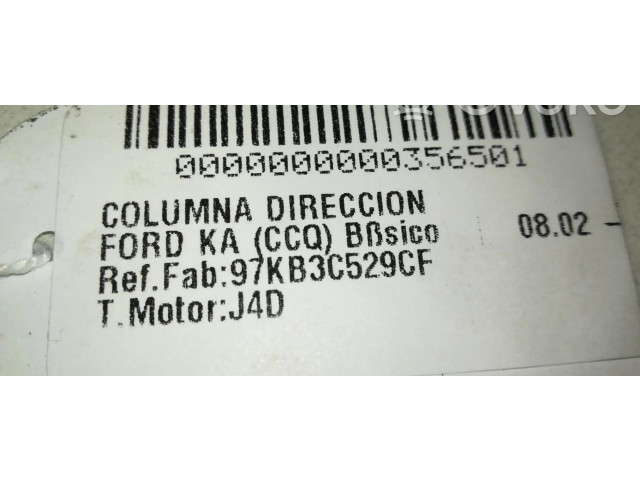 0000000000356501
COLUMNA DIRECCION
FORD KA (CCQ) Bßsico 08.02 -
Ref.Fab:97KB3C529CF
T.Motor:J4D